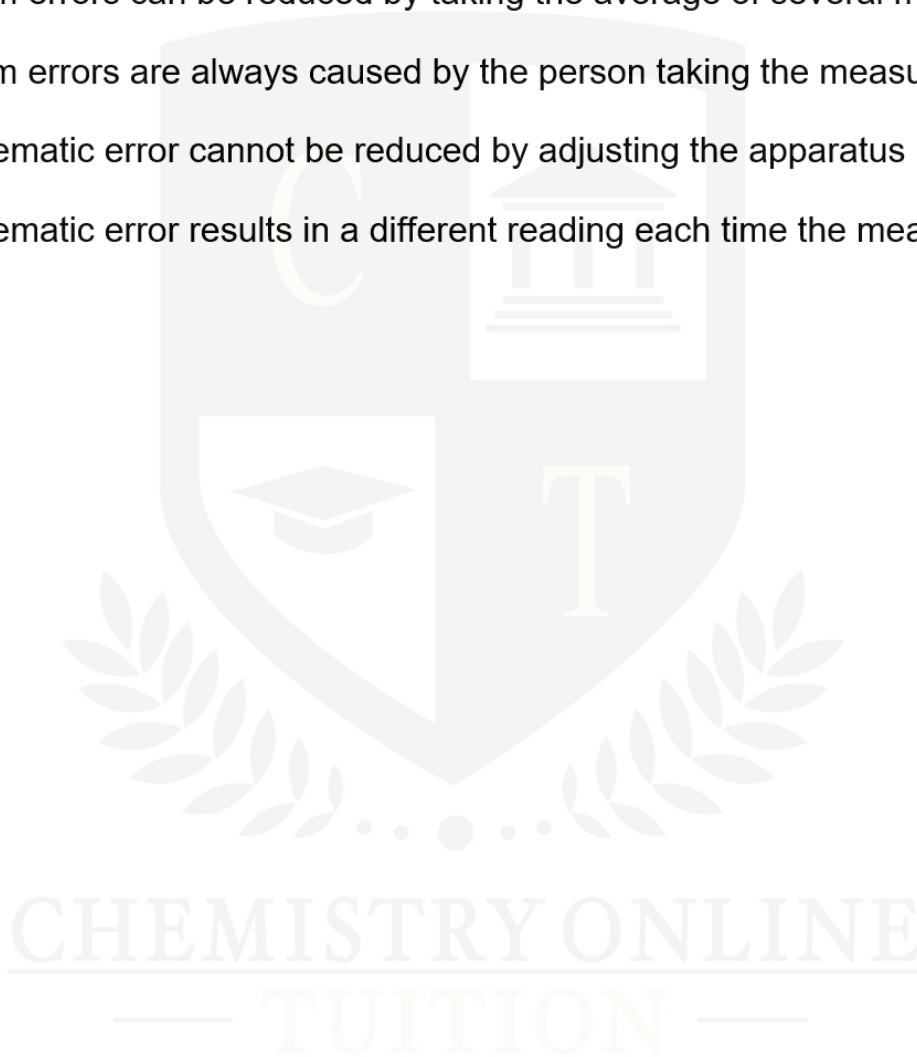 errors can be reduced by taking the average of several
m errors are always caused by the person taking the measu
ematic error cannot be reduced by adjusting the apparatus
ematic error results in a different reading each time the mea
C
T
CHEMISTRY ONLINE
TUITION